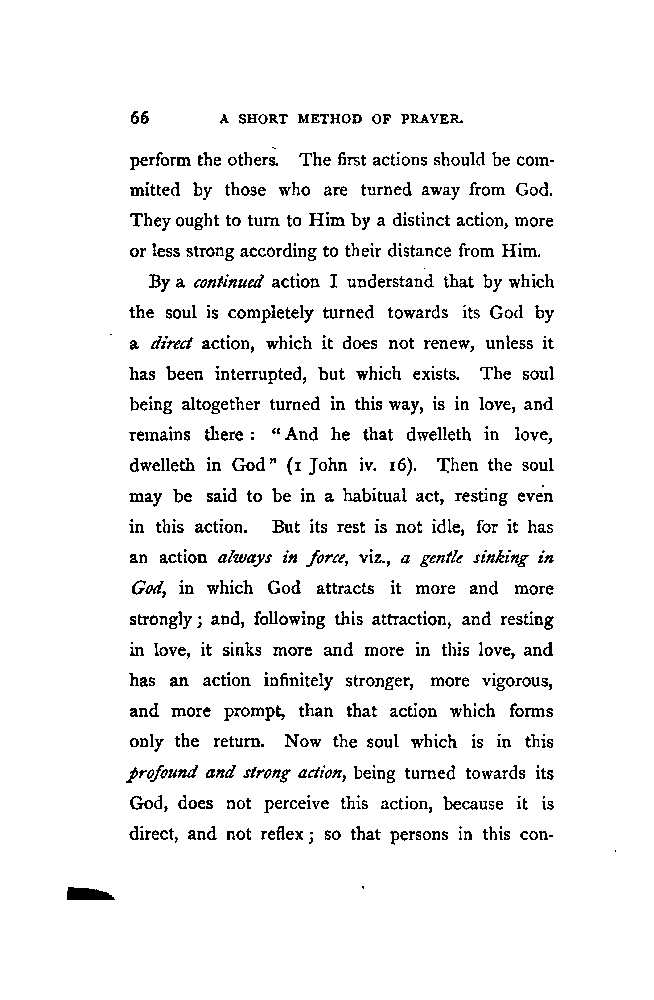 66 A SHORT METHOD OF PRAYER.
perform the others. The first actions should be com-
mitted by those who are turned away from God.
They ought to turn to Him by a distinct action, more
or less strong according to their distance from Him.
By a continued action I understand that by which
the soul is completely turned towards its God by
a direct action, which it does not renew, unless it
has been interrupted, but which exists. The soul
being altogether turned in this way, is in love, and
remains there : “And he that dwelleth in love,
dwelleth in God” (1 John iv. 16). Then the soul
may be said to be in a habitual act, resting even
in this action. But its rest is not idle, for it has
an action always in force, viz., a gentle sinking in
God, in which God attracts it more and more
strongly ; and, following this attraction, and resting
in love, it sinks more and more in this love, and
has an action infinitely stronger, more vigorous,
and more prompt, than that action which forms
only the return. Now the soul which is in this
profound and strong action, being turned towards its
God, does not perceive this action, because it is
direct, and not reflex ; so that persons in this con-